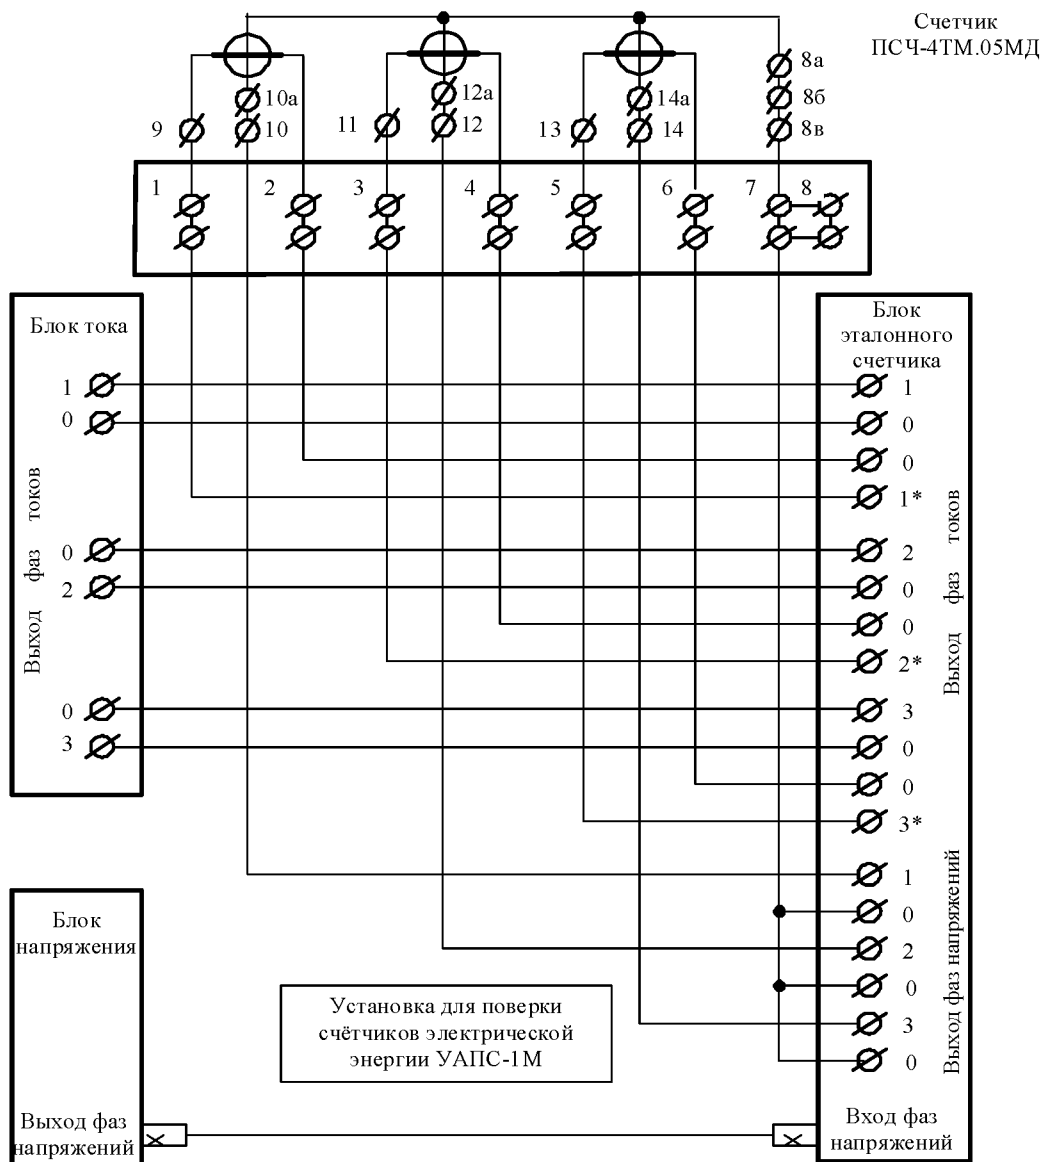 Счетчик
ПСЧ-4ТМ.05МД
8а
10а
12а
14а
8б
9
10
11
12
13
14
8в
1
2
3
4
5
6
7
8
Блок тока
1
0
0
2
0
3
Выход фаз токов
Блок
эталонного
счетчика
1
0
0
1*
2
0
0
2*
3
0
0
3*
Выход фаз токов
1
0
2
0
3
0
Выход фаз напряжений
Блок
напряжения
Установка для поверки
счётчиков электрической
энергии УАПС-1М
Выход фаз
напряжений
Вход фаз
напряжений